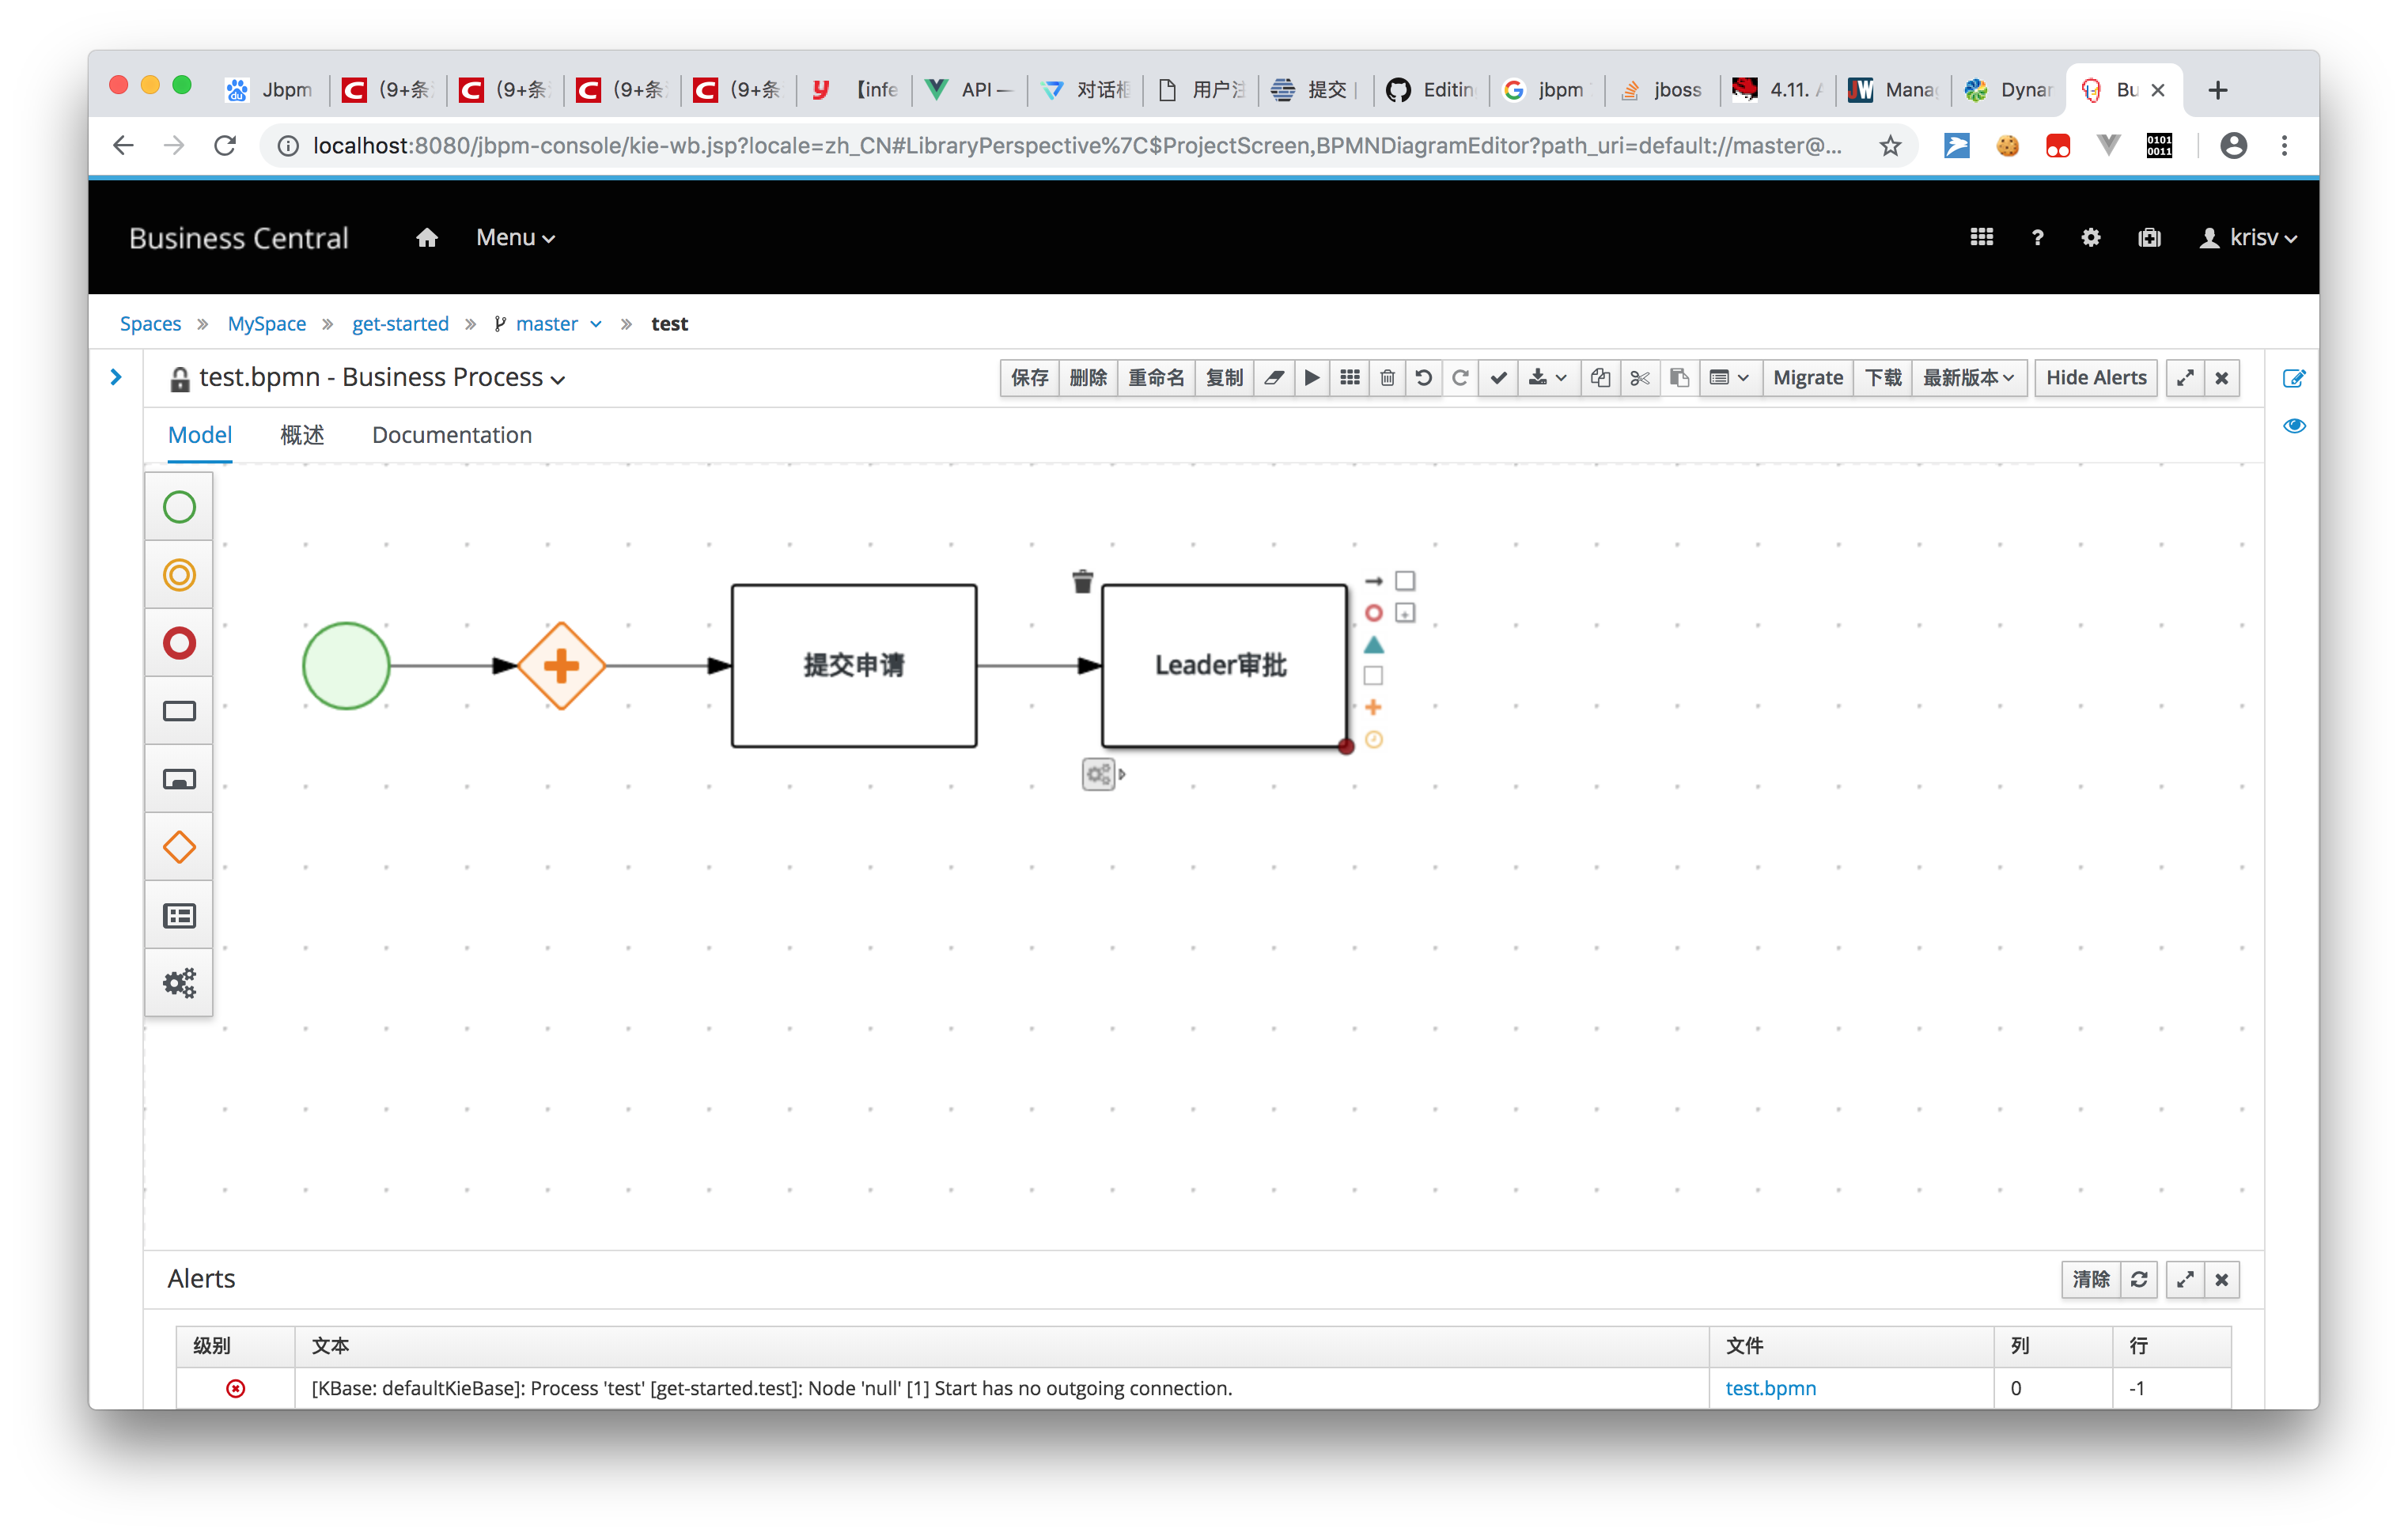 Jbpm
(9+条
(9+条
(9+条
(9+条
【infe
API —
对话框
用户注
提交 |
Editin
jbpm
jboss
4.11. A
Mana
Dynar
Bu
localhost:8080/jbpm-console/kie-wb.jsp?locale=zh_CN#LibraryPerspective%7C$ProjectScreen,BPMNDiagramEditor?path_uri=default://master@...
0101
0011
Business Central
Menu
krisv
Spaces » MySpace » get-started » master » test
test.bpmn - Business Process
保存
删除
重命名
复制
Migrate
下载
最新版本
Hide Alerts
Model
概述
Documentation
提交申请
Leader审批
Alerts
清除
级别
文本
文件
列
行
[KBase: defaultKieBase]: Process 'test' [get-started.test]: Node 'null' [1] Start has no outgoing connection.
test.bpmn
0
-1